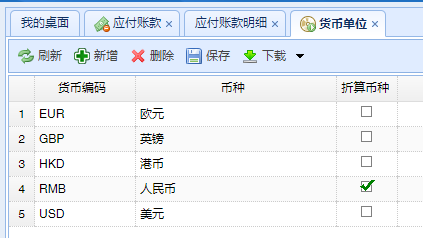 我的桌面 应付账款 × 应付账款明细 × 货币单位 ×
刷新 新增 删除 保存 下载
货币编码 币种 折算币种
1 EUR 欧元
2 GBP 英镑
3 HKD 港币
4 RMB 人民币
5 USD 美元